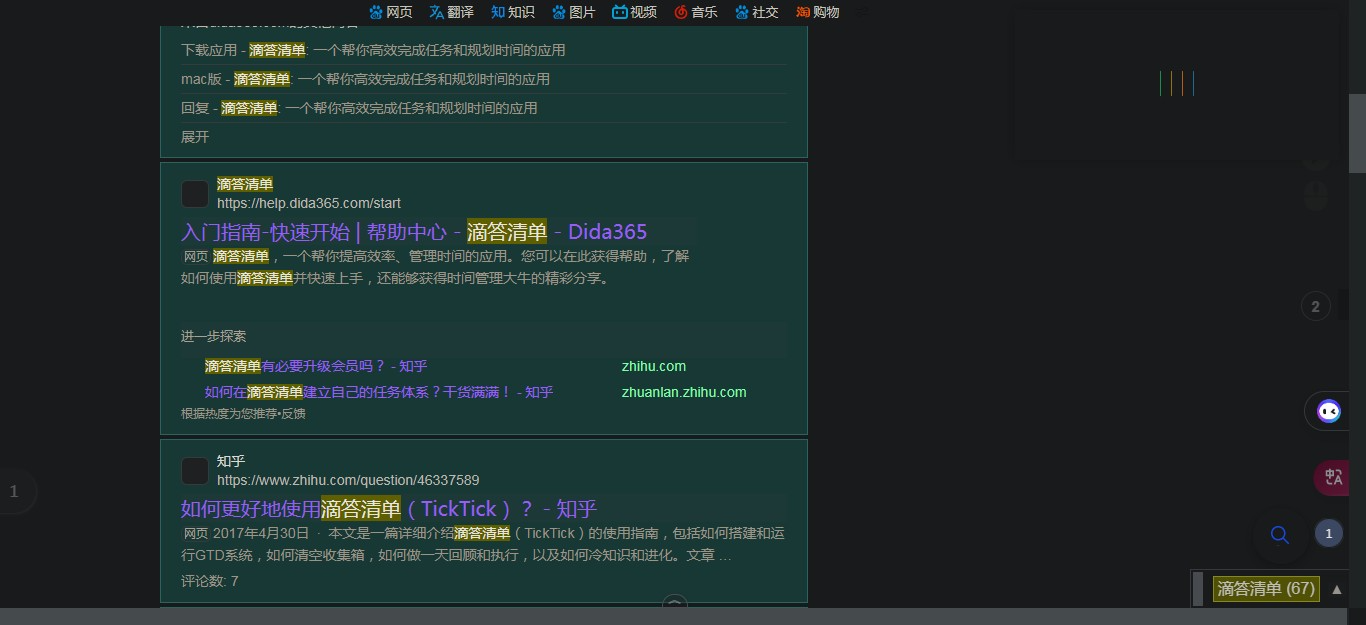 网页 翻译 知识 图片 视频 音乐 社交 购物
下载应用 - 滴答清单: 一个帮你高效完成任务和规划时间的应用
mac版 - 滴答清单: 一个帮你高效完成任务和规划时间的应用
回复 - 滴答清单: 一个帮你高效完成任务和规划时间的应用
展开
滴答清单
https://help.dida365.com/start
入门指南-快速开始 | 帮助中心 - 滴答清单 - Dida365
网页 滴答清单，一个帮你提高效率、管理时间的应用。您可以在此获得帮助，了解
如何使用滴答清单并快速上手，还能够获得时间管理大牛的精彩分享。
进一步探索
滴答清单有必要升级会员吗？ - 知乎 zhihu.com
如何在滴答清单建立自己的任务体系？干货满满！ - 知乎 zhuanlan.zhihu.com
根据热度为您推荐•反馈
知乎
https://www.zhihu.com/question/46337589
如何更好地使用滴答清单（TickTick）？ - 知乎
网页 2017年4月30日 · 本文是一篇详细介绍滴答清单（TickTick）的使用指南，包括如何搭建和运
行GTD系统，如何清空收集箱，如何做一天回顾和执行，以及如何冷知识和进化。文章 ...
评论数: 7
1
2
中A
1
滴答清单 (67) ▲